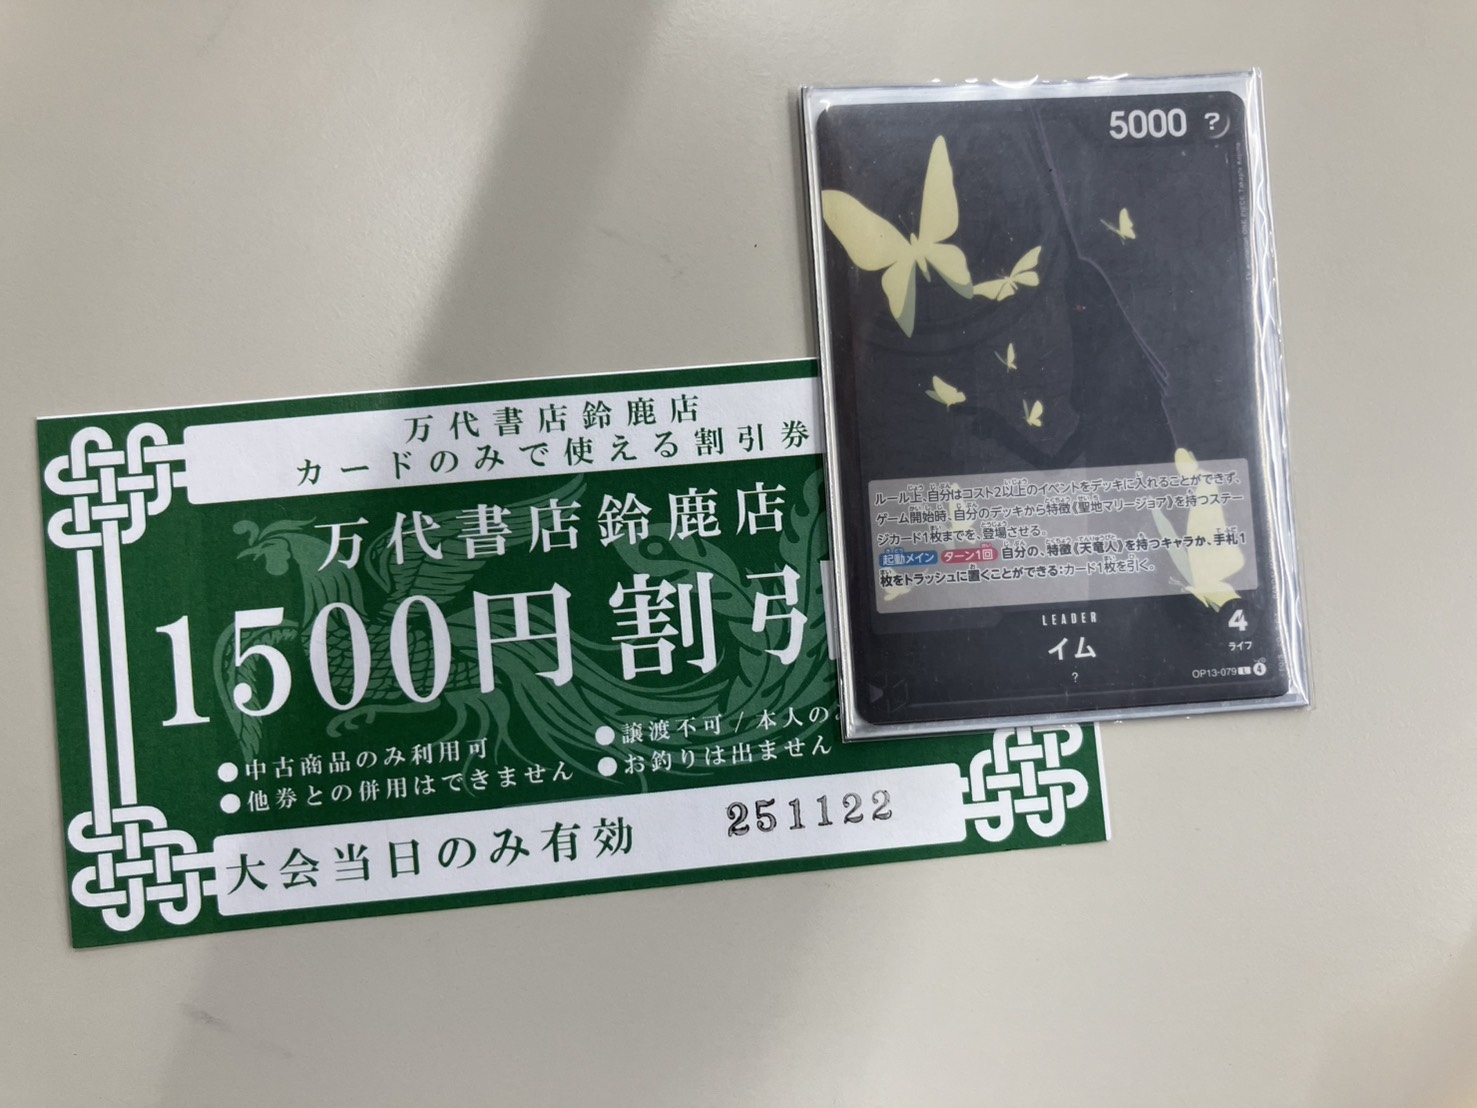 万代書店鈴鹿店
カードのみで使える割引券
万代書店鈴鹿店
1500円割引
●中古商品のみ利用可
●他券との併用はできません
●譲渡不可/本人の
●お釣りは出ません
大会当日のみ有効
251122
5000 ?
ルール上、自分はコスト2以上のイベントをデッキに入れることができず、
ゲーム開始時、自分のデッキから特徴《聖地マリージョア》を持つステー
ジカード1枚までを、登場させる。
起動メイン ターン1回 自分の、特徴《天竜人》を持つキャラか、手札1
枚をトラッシュに置くことができる:カード1枚を引く。
LEADER
イム
?
4
ライフ
OP13-079 L 4